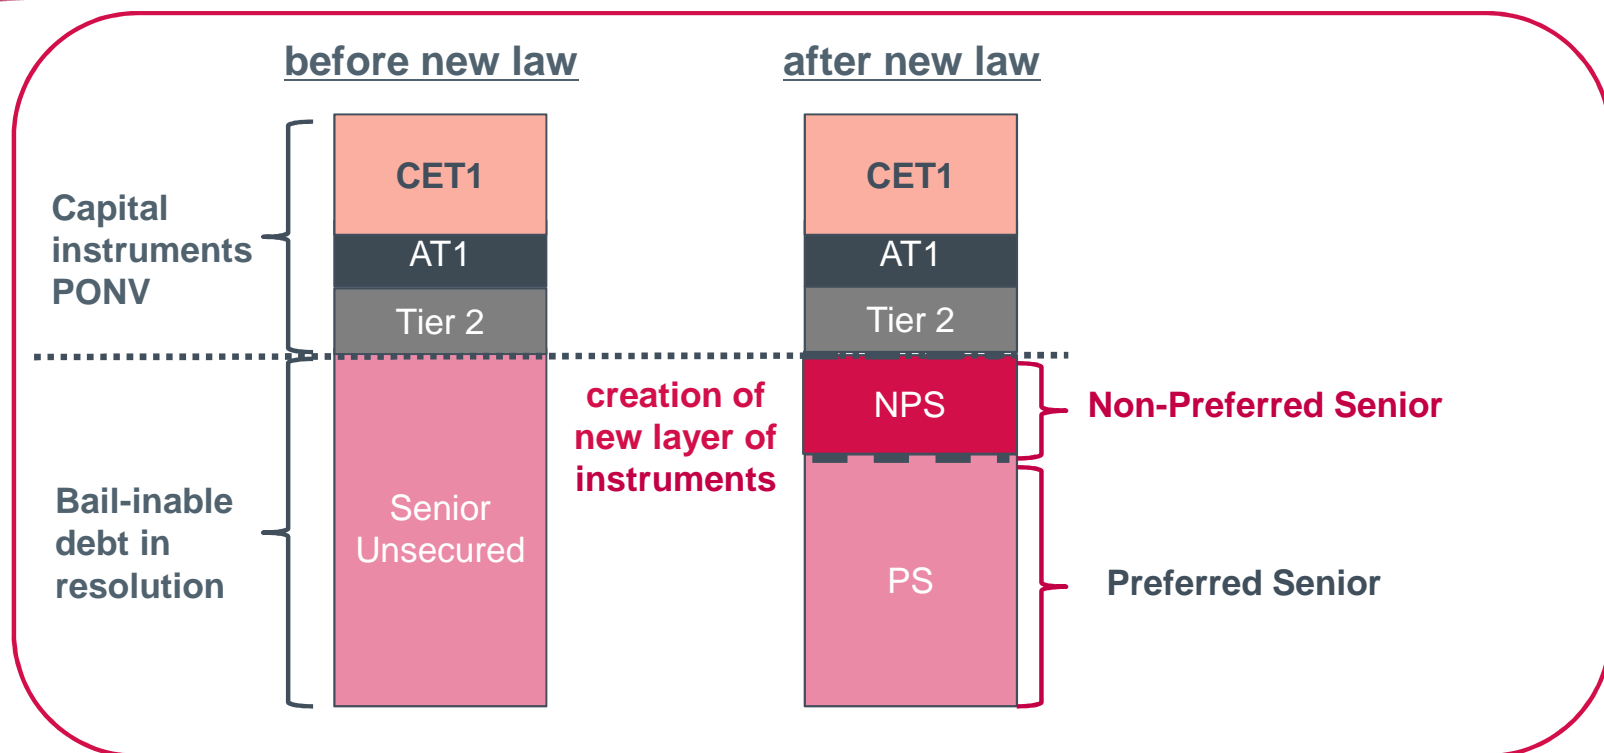 before new law
after new law
Capital
instruments
PONV
CET1
AT1
Tier 2
CET1
AT1
Tier 2
creation of
new layer of
instruments
NPS
Non-Preferred Senior
Bail-inable
debt in
resolution
Senior
Unsecured
PS
Preferred Senior